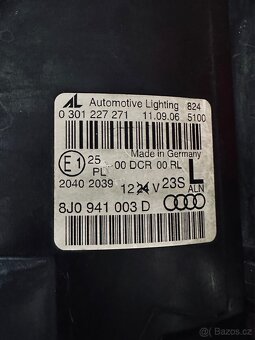 AL Automotive Lighting 824
0 301 227 271 11.09.06 5100
Made in Germany
E1 25 00 DCR 00 RL
PL
2040 2039 12 24 V 23S L
ALN
8J0 941 003 D
sbazar.cz